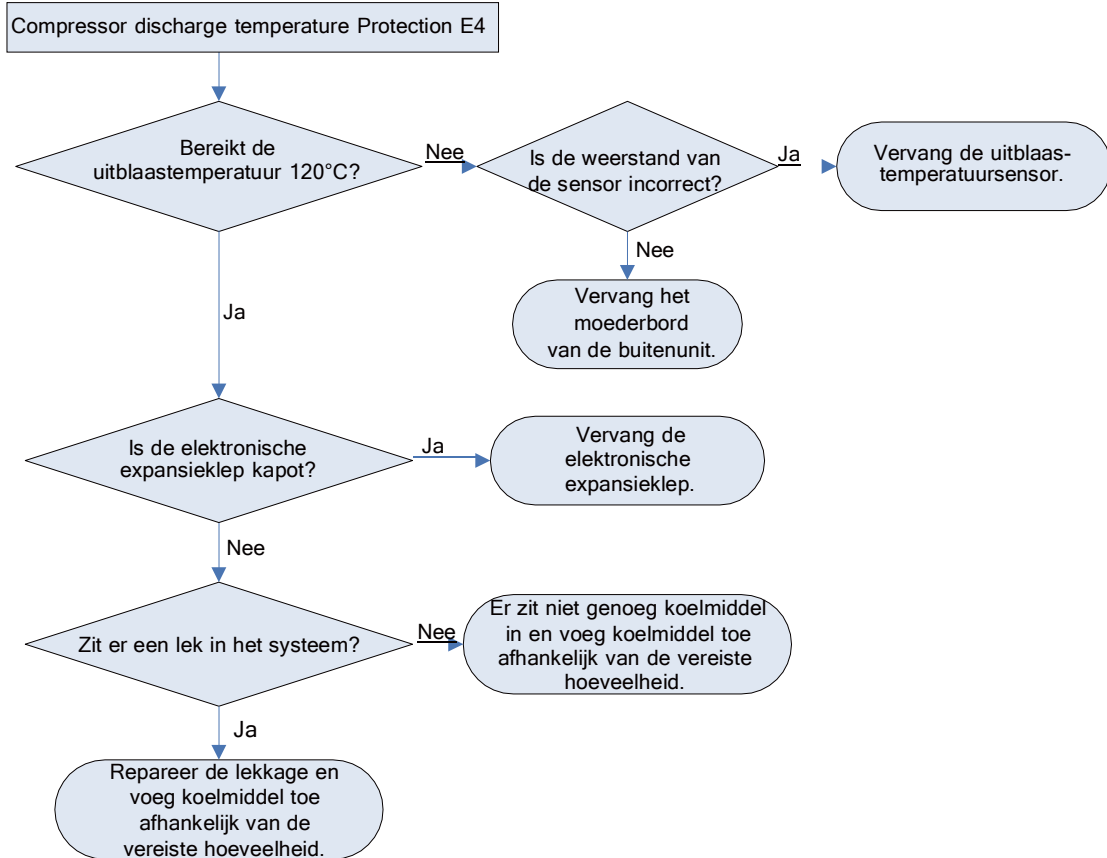 Compressor discharge temperature Protection E4
Bereikt de
uitblaastemperatuur 120°C?
Nee
Is de weerstand van
de sensor incorrect?
Ja
Vervang de uitblaas-
temperatuursensor.
Nee
Vervang het
moederbord
van de buitenunit.
Ja
Is de elektronische
expansieklep kapot?
Ja
Vervang de
elektronische
expansieklep.
Nee
Zit er een lek in het systeem?
Nee
Er zit niet genoeg koelmiddel
in en voeg koelmiddel toe
afhankelijk van de vereiste
hoeveelheid.
Ja
Repareer de lekkage en
voeg koelmiddel toe
afhankelijk van de
vereiste hoeveelheid.